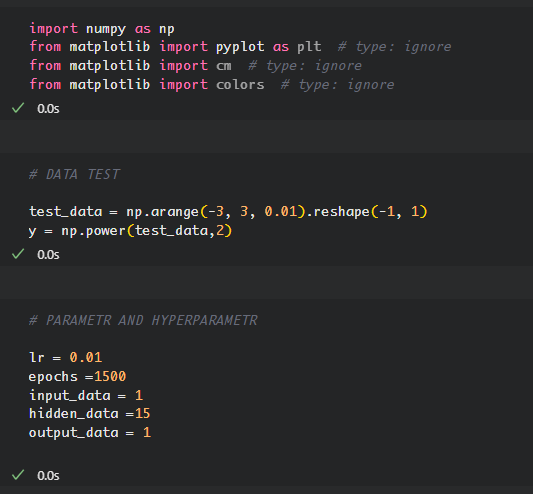 import numpy as np
from matplotlib import pyplot as plt  # type: ignore
from matplotlib import cm  # type: ignore
from matplotlib import colors  # type: ignore
✓ 0.0s
# DATA TEST
test_data = np.arange(-3, 3, 0.01).reshape(-1, 1)
y = np.power(test_data,2)
✓ 0.0s
# PARAMETR AND HYPERPARAMETR
lr = 0.01
epochs =1500
input_data = 1
hidden_data =15
output_data = 1
✓ 0.0s